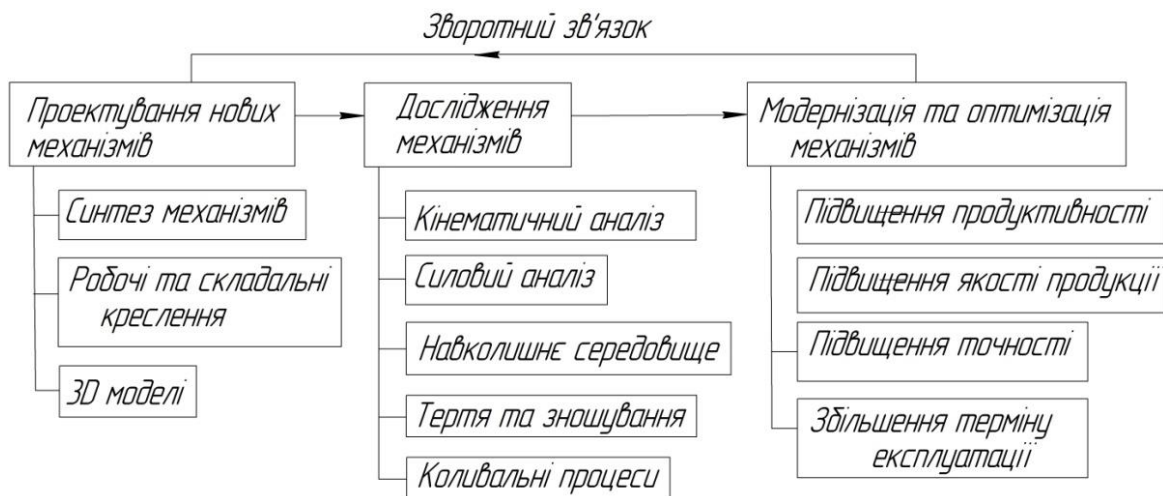 Зворотний зв'язок
Проектування нових
механізмів
Дослідження
механізмів
Модернізація та оптимізація
механізмів
Синтез механізмів
Робочі та складальні
креслення
3D моделі
Кінематичний аналіз
Силовий аналіз
Навколишнє середовище
Тертя та зношування
Коливальні процеси
Підвищення продуктивності
Підвищення якості продукції
Підвищення точності
Збільшення терміну
експлуатації